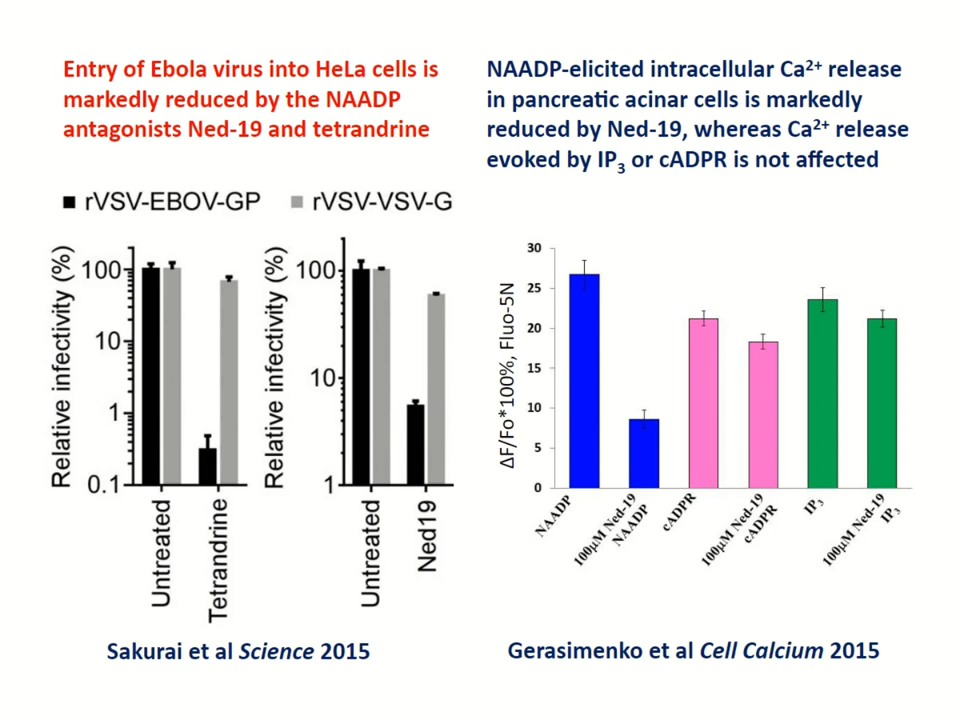 Entry of Ebola virus into HeLa cells is
markedly reduced by the NAADP
antagonists Ned-19 and tetrandrine
NAADP-elicited intracellular Ca²⁺ release
in pancreatic acinar cells is markedly
reduced by Ned-19, whereas Ca²⁺ release
evoked by IP₃ or cADPR is not affected
rVSV-EBOV-GP rVSV-VSV-G
Relative infectivity (%)
100
10
1
0.1
Untreated
Tetrandrine
Relative infectivity (%)
100
10
1
Untreated
Ned19
ΔF/Fo*100%, Fluo-5N
30
25
20
15
10
5
0
NAADP
100µM Ned-19
NAADP
cADPR
100µM Ned-19
cADPR
IP₃
100µM Ned-19
IP₃
Sakurai et al Science 2015
Gerasimenko et al Cell Calcium 2015